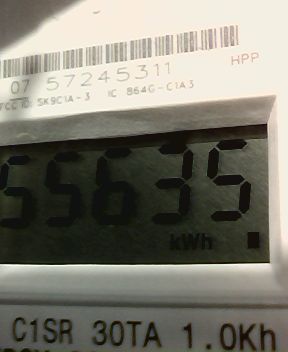 HPP
07 57245311
FCC ID: SK9C1A-3 IC 864G-C1A3
55635
kWh
C1SR 30TA 1.0Kh